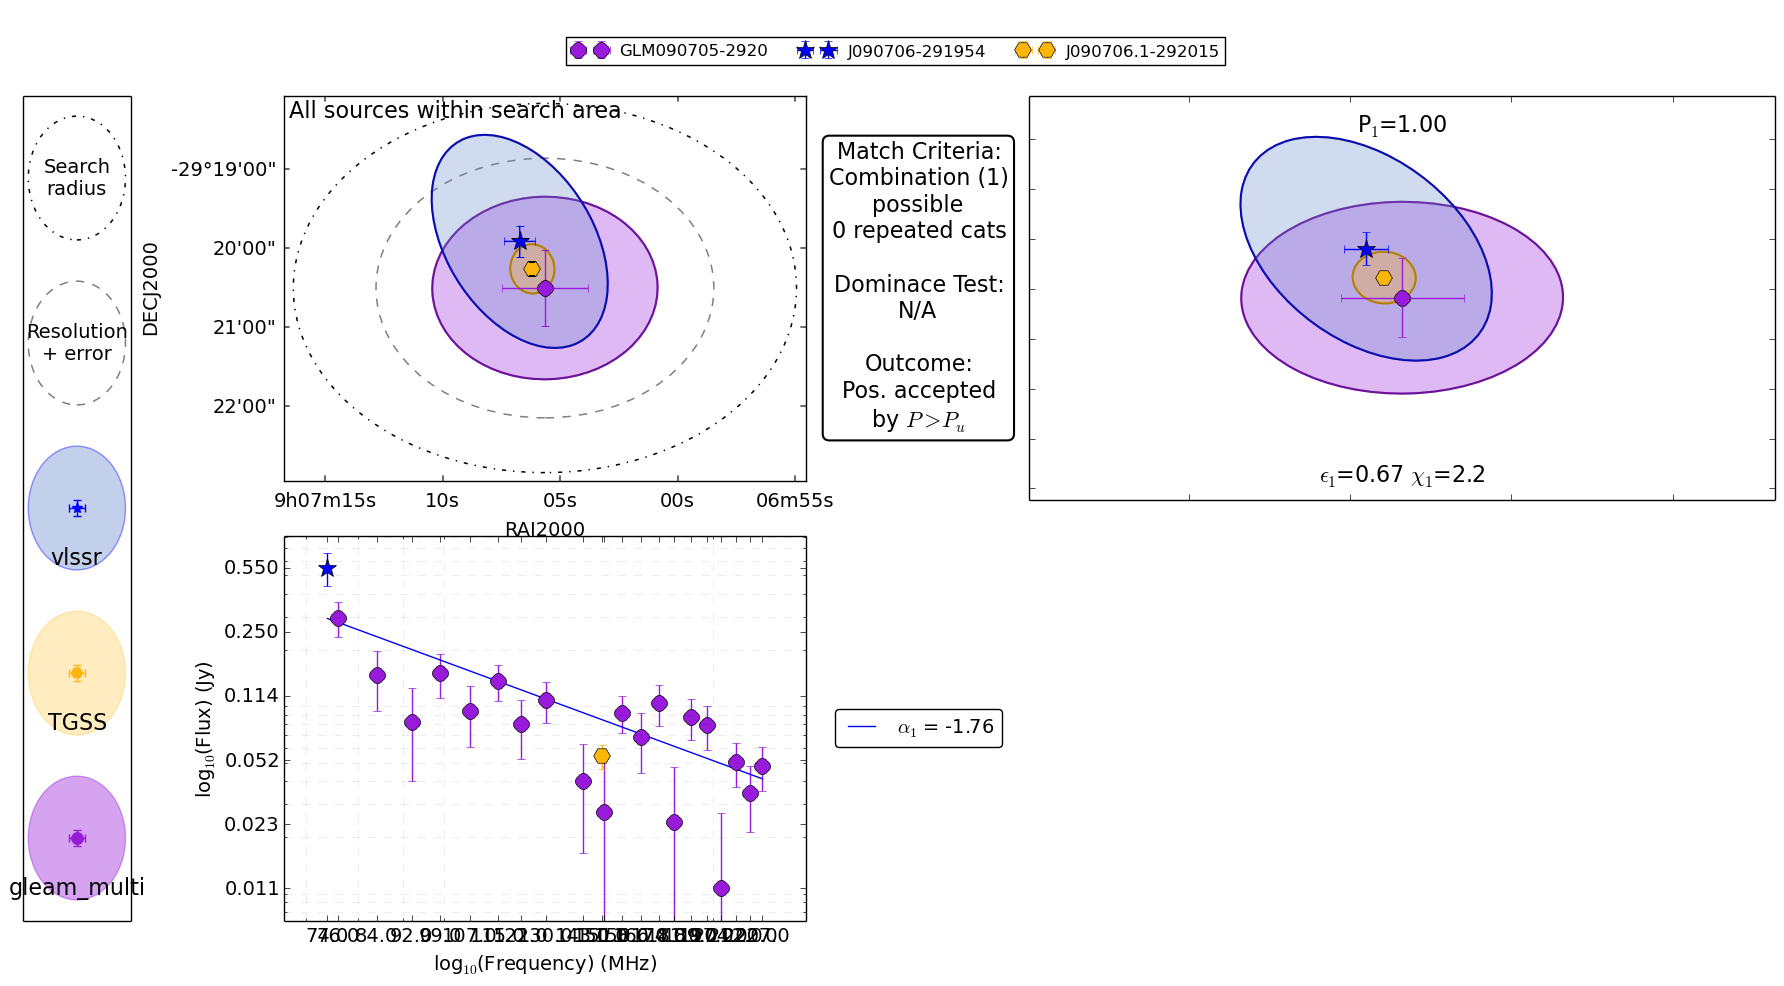 GLM090705-2920 J090706-291954 J090706.1-292015
Search
radius
Resolution
+ error
vlssr
TGSS
gleam_multi
All sources within search area
-29°19'00"
20'00"
21'00"
22'00"
DECJ2000
9h07m15s 10s 05s 00s 06m55s
RAJ2000
Match Criteria:
Combination (1)
possible
0 repeated cats
Dominace Test:
N/A
Outcome:
Pos. accepted
by P>Pu
P1=1.00
ϵ1=0.67 χ1=2.2
0.550
0.250
0.114
0.052
0.023
0.011
log10(Flux) (Jy)
log10(Frequency) (MHz)
α1 = -1.76